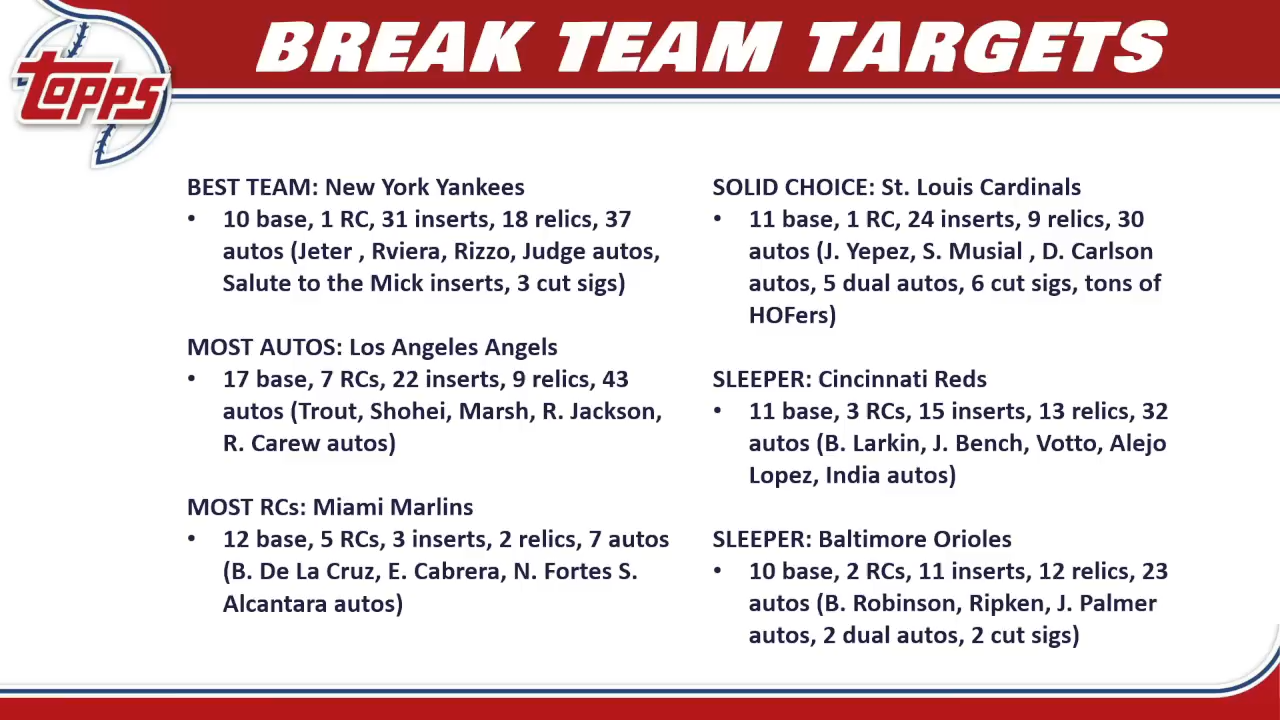 TOPPS
BREAK TEAM TARGETS
BEST TEAM: New York Yankees
• 10 base, 1 RC, 31 inserts, 18 relics, 37
autos (Jeter , Rviera, Rizzo, Judge autos,
Salute to the Mick inserts, 3 cut sigs)
MOST AUTOS: Los Angeles Angels
• 17 base, 7 RCs, 22 inserts, 9 relics, 43
autos (Trout, Shohei, Marsh, R. Jackson,
R. Carew autos)
MOST RCs: Miami Marlins
• 12 base, 5 RCs, 3 inserts, 2 relics, 7 autos
(B. De La Cruz, E. Cabrera, N. Fortes S.
Alcantara autos)
SOLID CHOICE: St. Louis Cardinals
• 11 base, 1 RC, 24 inserts, 9 relics, 30
autos (J. Yepez, S. Musial , D. Carlson
autos, 5 dual autos, 6 cut sigs, tons of
HOFers)
SLEEPER: Cincinnati Reds
• 11 base, 3 RCs, 15 inserts, 13 relics, 32
autos (B. Larkin, J. Bench, Votto, Alejo
Lopez, India autos)
SLEEPER: Baltimore Orioles
• 10 base, 2 RCs, 11 inserts, 12 relics, 23
autos (B. Robinson, Ripken, J. Palmer
autos, 2 dual autos, 2 cut sigs)